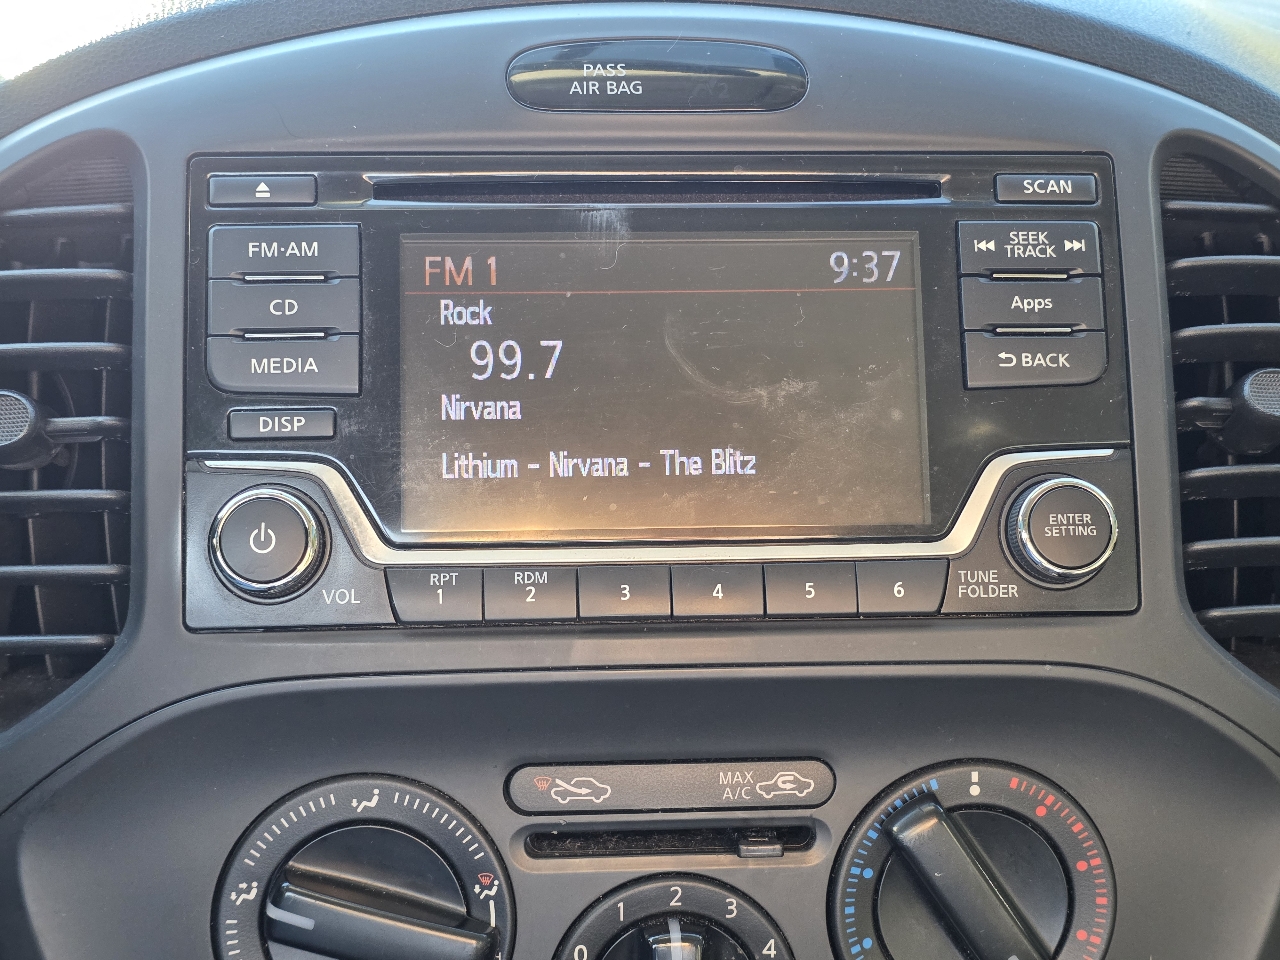 PASS
AIR BAG
SCAN
FM·AM
SEEK
TRACK
CD
Apps
MEDIA
BACK
DISP
FM 1
9:37
Rock
99.7
Nirvana
Lithium - Nirvana - The Blitz
VOL
ENTER
SETTING
TUNE
FOLDER
RPT
1
RDM
2
3
4
5
6
MAX
A/C
0
1
2
3
4